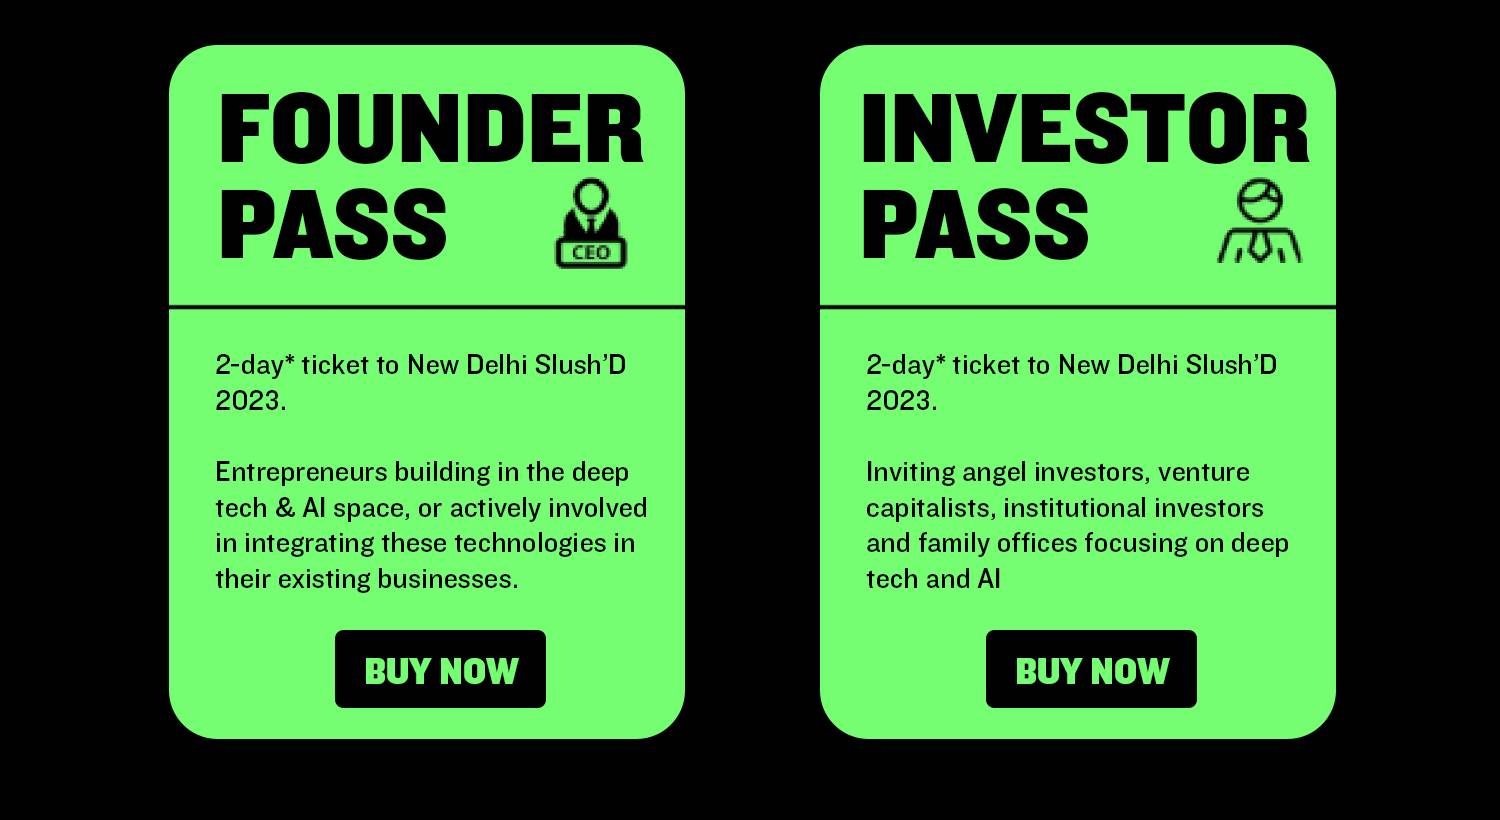 FOUNDER
PASS
CEO
2-day* ticket to New Delhi Slush’D
2023.
Entrepreneurs building in the deep
tech & AI space, or actively involved
in integrating these technologies in
their existing businesses.
BUY NOW
INVESTOR
PASS
2-day* ticket to New Delhi Slush’D
2023.
Inviting angel investors, venture
capitalists, institutional investors
and family offices focusing on deep
tech and AI
BUY NOW